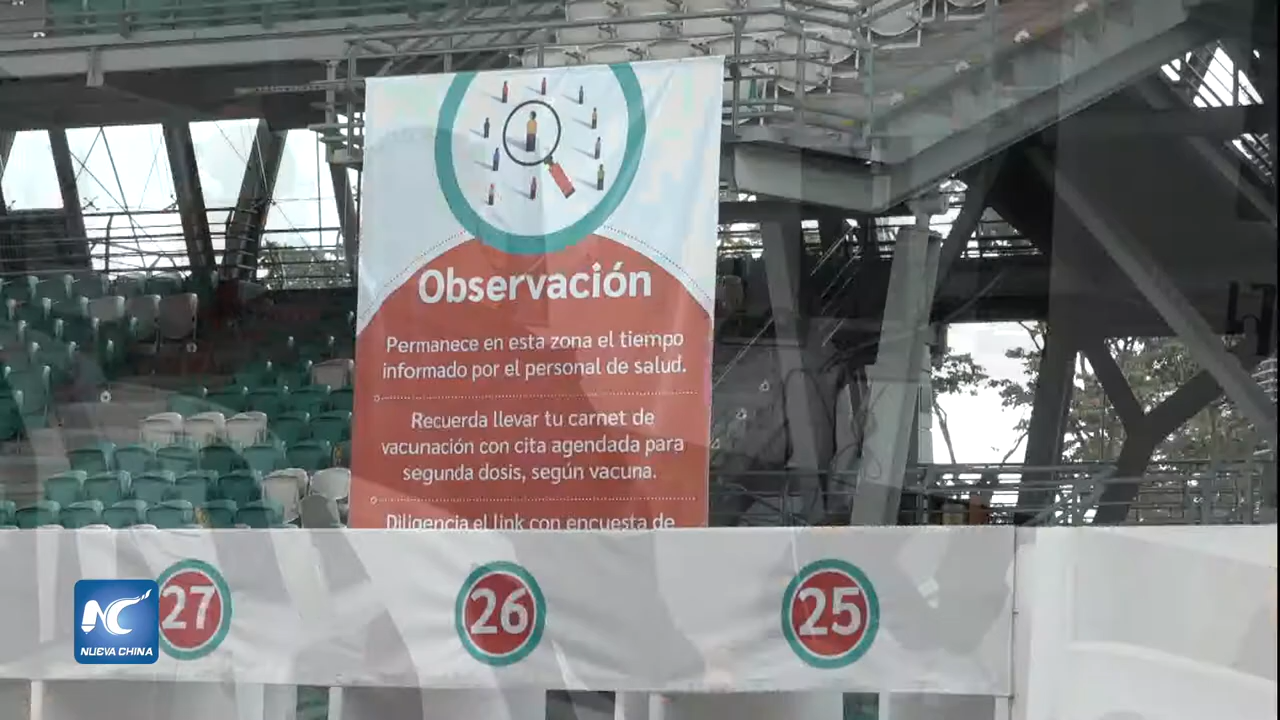 Observación
Permanece en esta zona el tiempo
informado por el personal de salud.
Recuerda llevar tu carnet de
vacunación con cita agendada para
segunda dosis, según vacuna.
Diligencia el link con encuesta de
27
26
25
NC
NUEVA CHINA